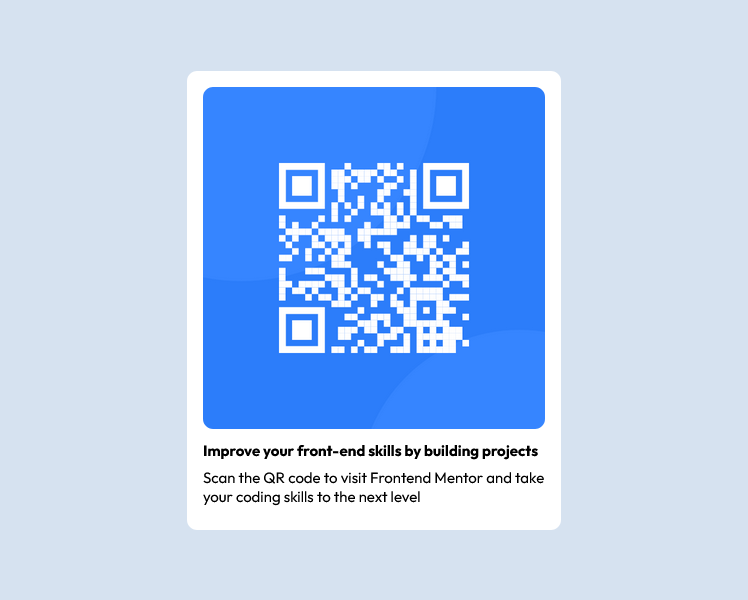 Improve your front-end skills by building projects
Scan the QR code to visit Frontend Mentor and take
your coding skills to the next level